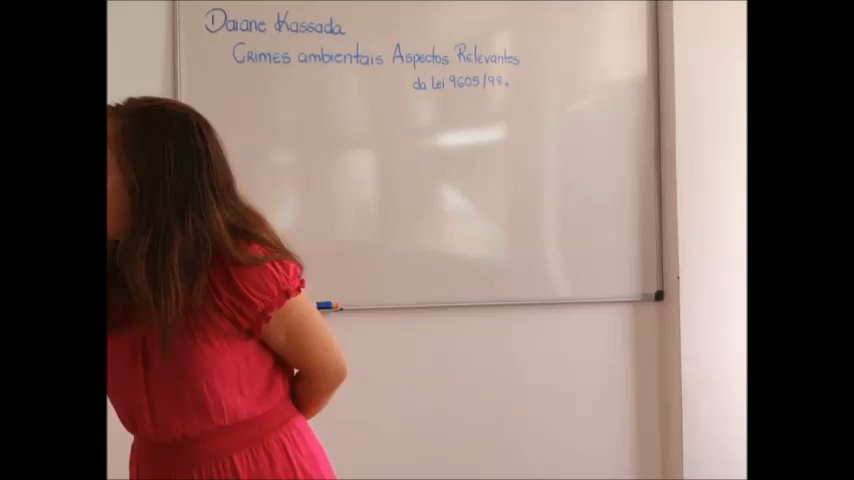 Daiane Kassada
Crimes ambientais Aspectos Relevantes
da Lei 9605/98.